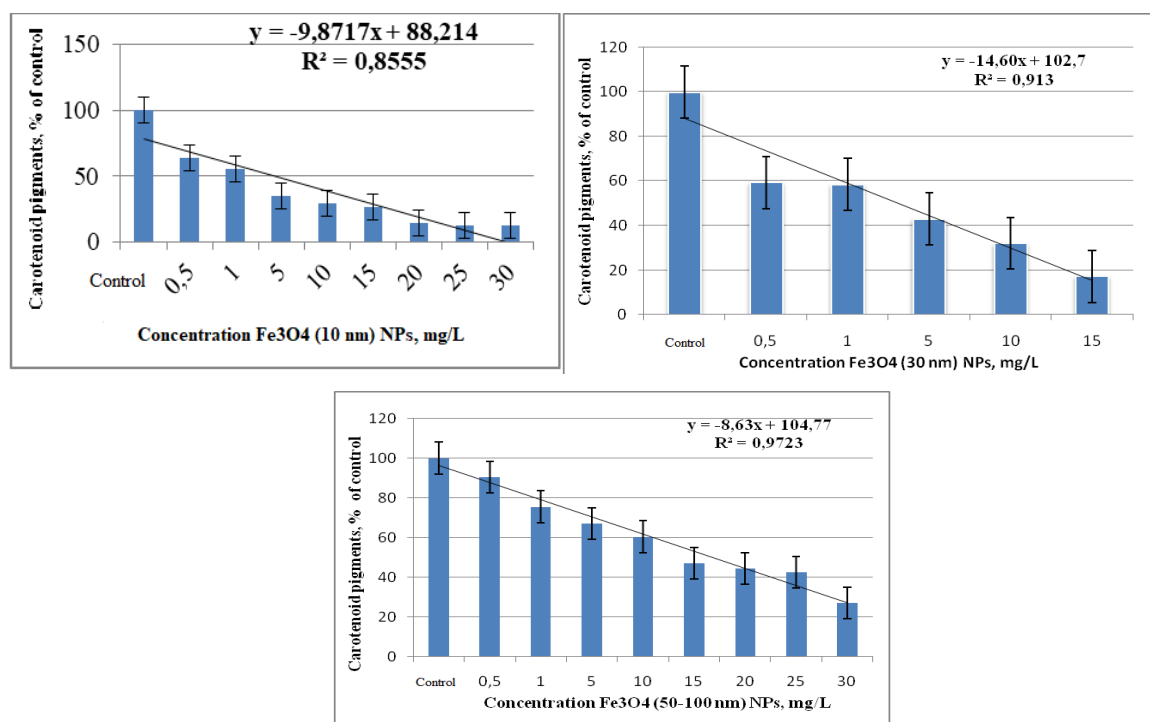 y = -9,8717x + 88,214
R² = 0,8555
Carotenoid pigments, % of control
150
100
50
0
Control 0,5 1 5 10 15 20 25 30
Concentration Fe3O4 (10 nm) NPs, mg/L
y = -14,60x + 102,7
R² = 0,913
Carotenoid pigments, % of control
120
100
80
60
40
20
0
Control 0,5 1 5 10 15
Concentration Fe3O4 (30 nm) NPs, mg/L
y = -8,63x + 104,77
R² = 0,9723
Carotenoid pigments, % of control
120
100
80
60
40
20
0
Control 0,5 1 5 10 15 20 25 30
Concentration Fe3O4 (50-100 nm) NPs, mg/L